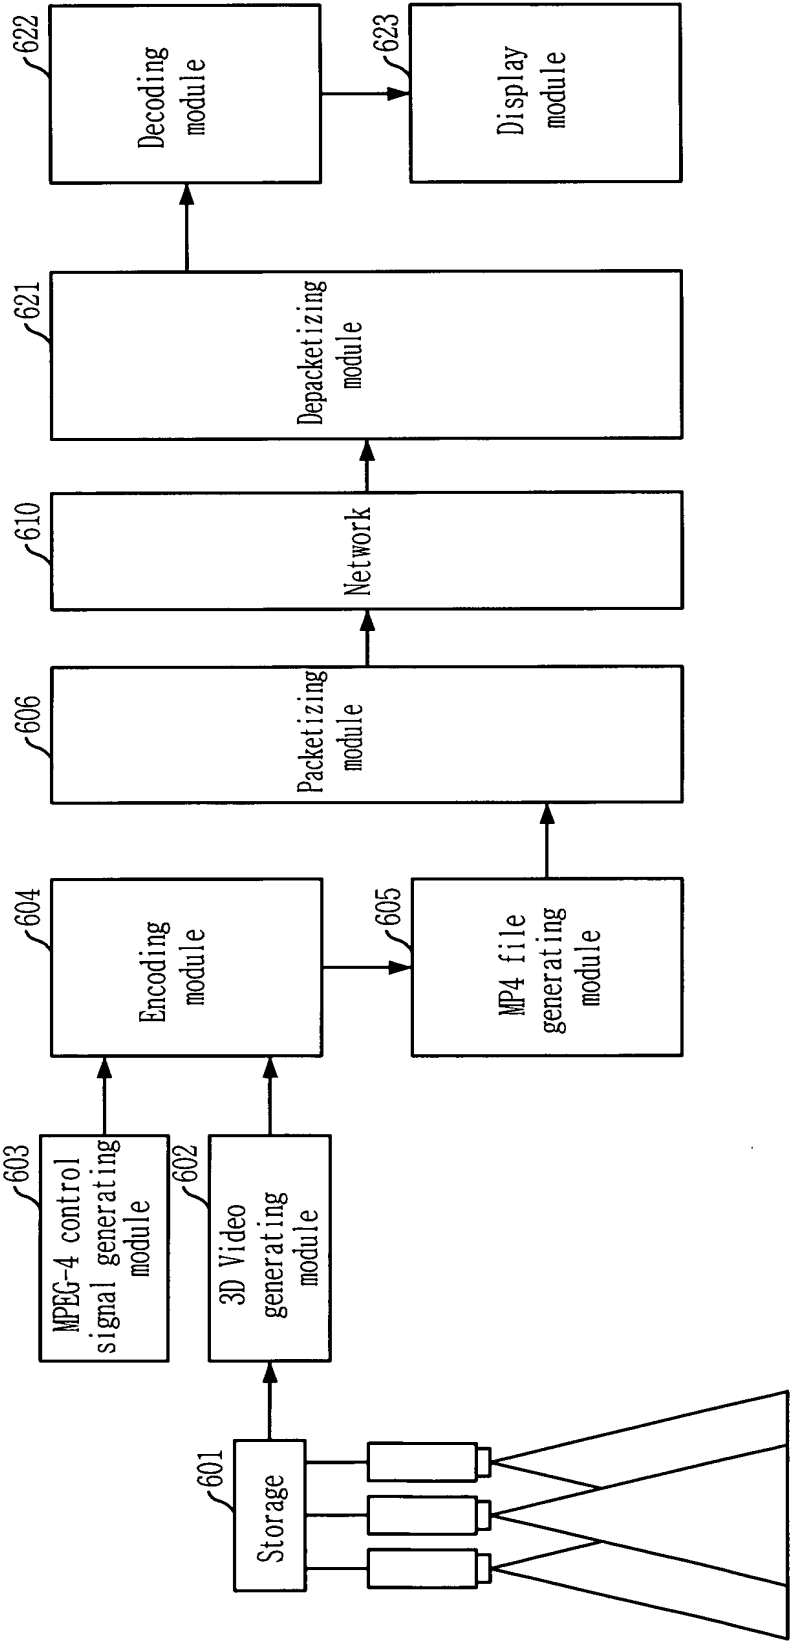 601
Storage
603
MPEG-4 control
signal generating
module
602
3D Video
generating
module
604
Encoding
module
605
MP4 file
generating
module
606
Packetizing
module
610
Network
621
Depacketizing
module
622
Decoding
module
623
Display
module